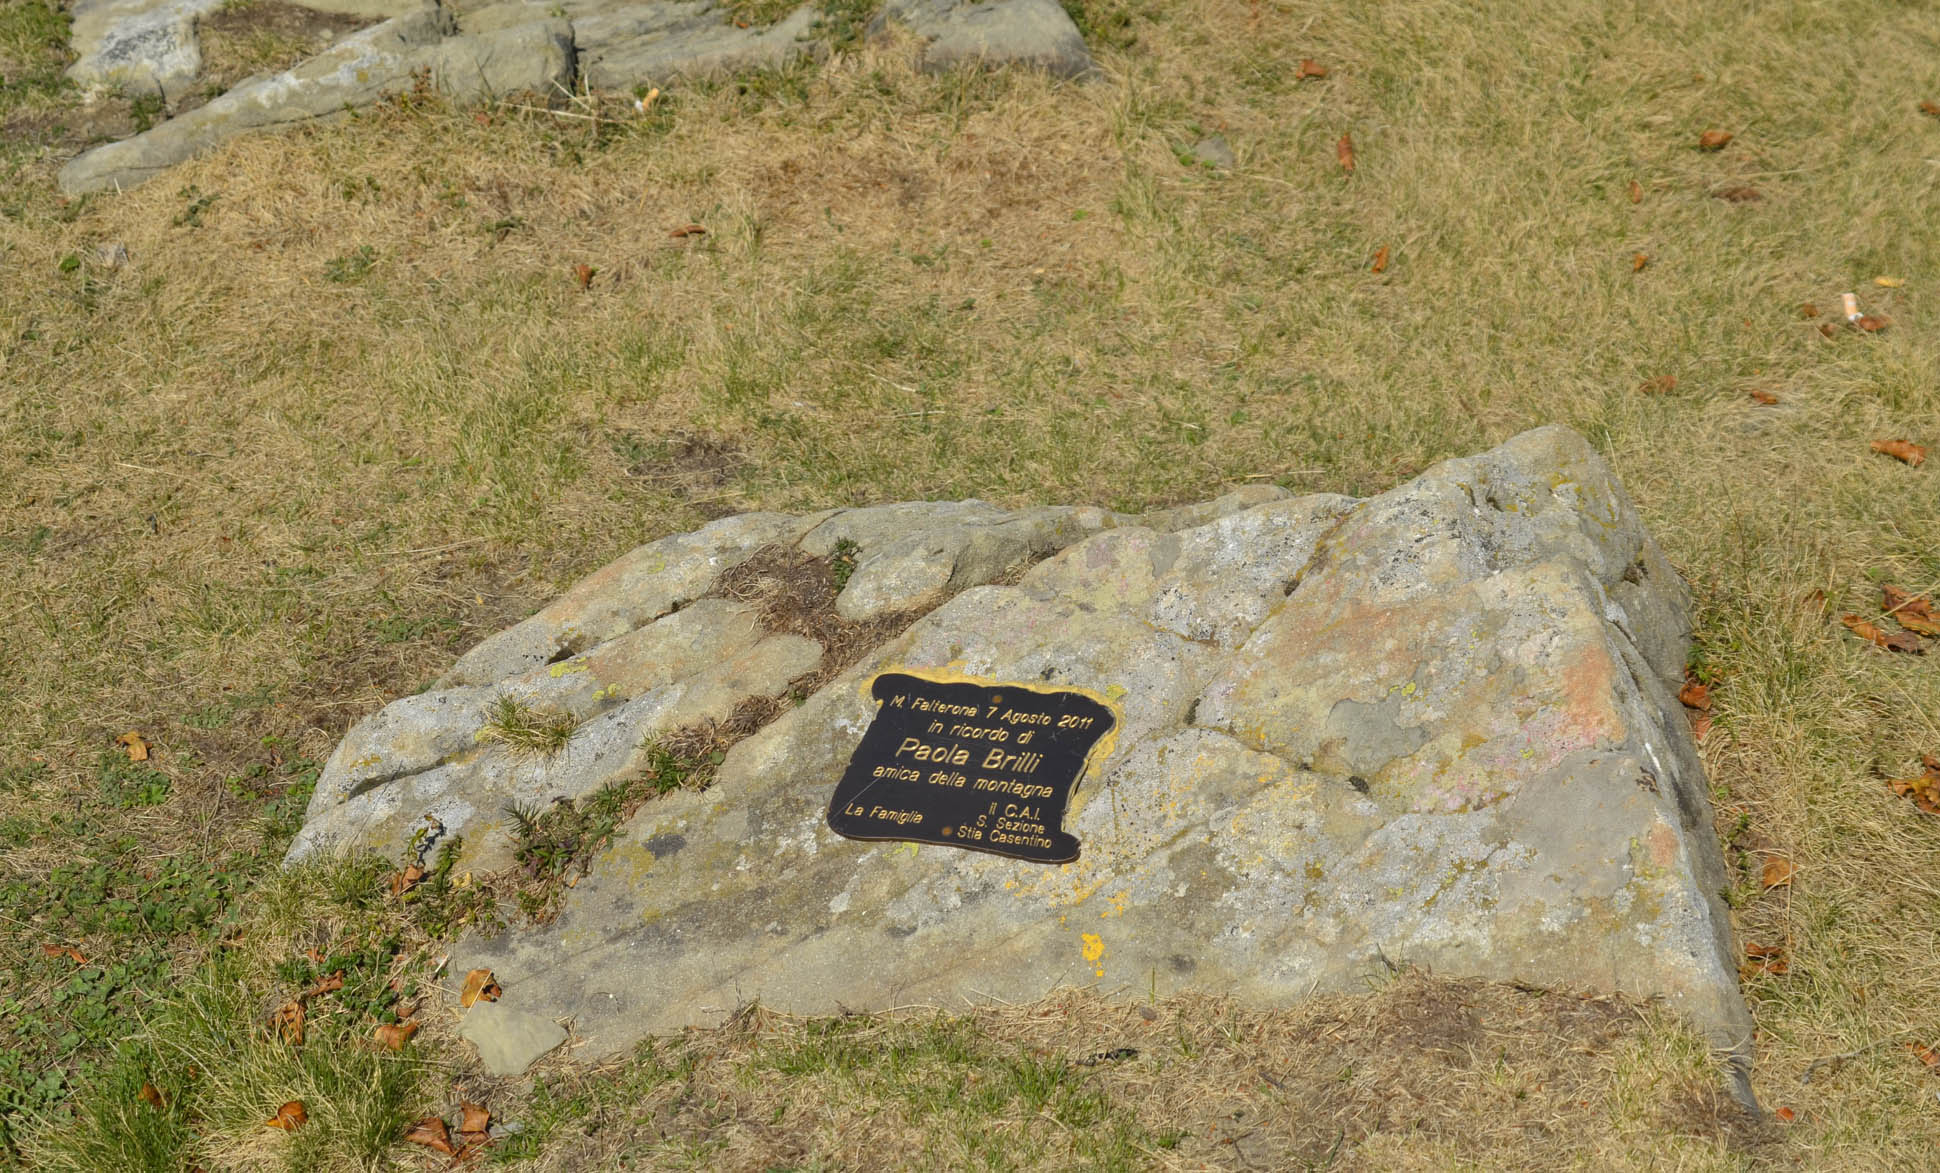 M. Falterona 7 Agosto 2011
in ricordo di
Paola Brilli
amica della montagna
La Famiglia
il C.A.I.
S. Sezione
Stia Casentino